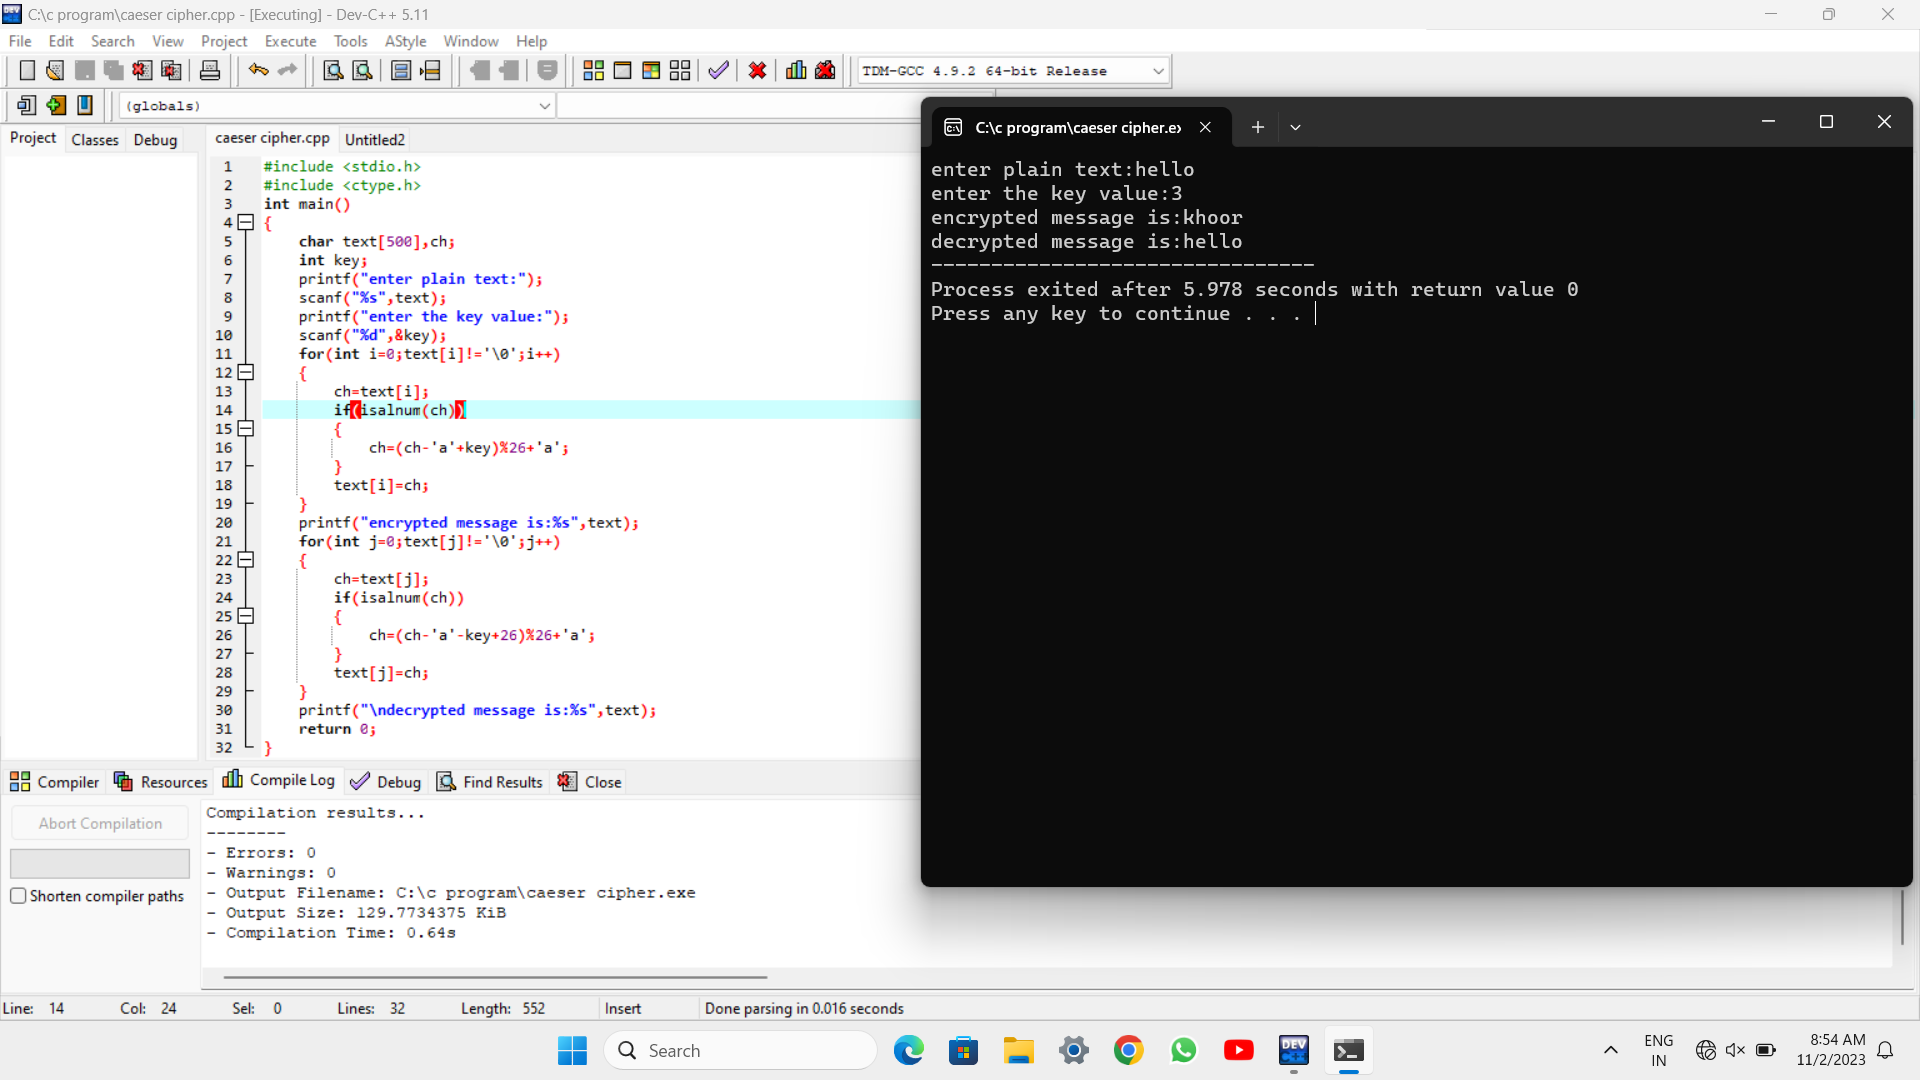 C:\c program\caeser cipher.cpp - [Executing] - Dev-C++ 5.11
File Edit Search View Project Execute Tools AStyle Window Help
TDM-GCC 4.9.2 64-bit Release
(globals)
Project Classes Debug
caeser cipher.cpp Untitled2
1 #include <stdio.h>
2 #include <ctype.h>
3 int main()
4 {
5 char text[500],ch;
6 int key;
7 printf("enter plain text:");
8 scanf("%s",text);
9 printf("enter the key value:");
10 scanf("%d",&key);
11 for(int i=0;text[i]!='\0';i++)
12 {
13 ch=text[i];
14 if(isalnum(ch))
15 {
16 ch=(ch-'a'+key)%26+'a';
17 }
18 text[i]=ch;
19 }
20 printf("encrypted message is:%s",text);
21 for(int j=0;text[j]!='\0';j++)
22 {
23 ch=text[j];
24 if(isalnum(ch))
25 {
26 ch=(ch-'a'-key+26)%26+'a';
27 }
28 text[j]=ch;
29 }
30 printf("\ndecrypted message is:%s",text);
31 return 0;
32 }
C:\c program\caeser cipher.ex
enter plain text:hello
enter the key value:3
encrypted message is:khoor
decrypted message is:hello
--------------------------------
Process exited after 5.978 seconds with return value 0
Press any key to continue . . .
Compiler Resources Compile Log Debug Find Results Close
Abort Compilation
Shorten compiler paths
Compilation results...
--------
- Errors: 0
- Warnings: 0
- Output Filename: C:\c program\caeser cipher.exe
- Output Size: 129.7734375 KiB
- Compilation Time: 0.64s
Line: 14 Col: 24 Sel: 0 Lines: 32 Length: 552 Insert Done parsing in 0.016 seconds
Search
DEV
ENG
IN
8:54 AM
11/2/2023